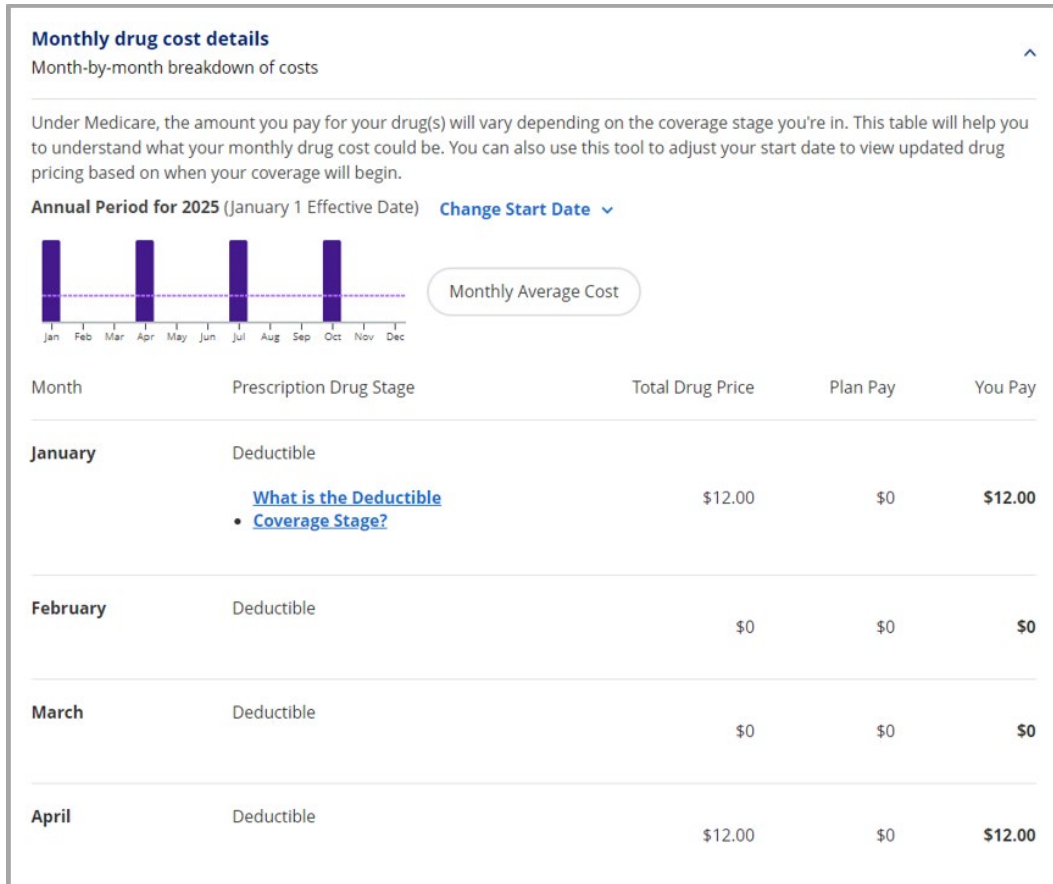 Monthly drug cost details
Month-by-month breakdown of costs
Under Medicare, the amount you pay for your drug(s) will vary depending on the coverage stage you're in. This table will help you
to understand what your monthly drug cost could be. You can also use this tool to adjust your start date to view updated drug
pricing based on when your coverage will begin.
Annual Period for 2025 (January 1 Effective Date) Change Start Date
Monthly Average Cost
Jan Feb Mar Apr May Jun Jul Aug Sep Oct Nov Dec
Month Prescription Drug Stage Total Drug Price Plan Pay You Pay
January Deductible
What is the Deductible
• Coverage Stage?
$12.00 $0 $12.00
February Deductible
$0 $0 $0
March Deductible
$0 $0 $0
April Deductible
$12.00 $0 $12.00